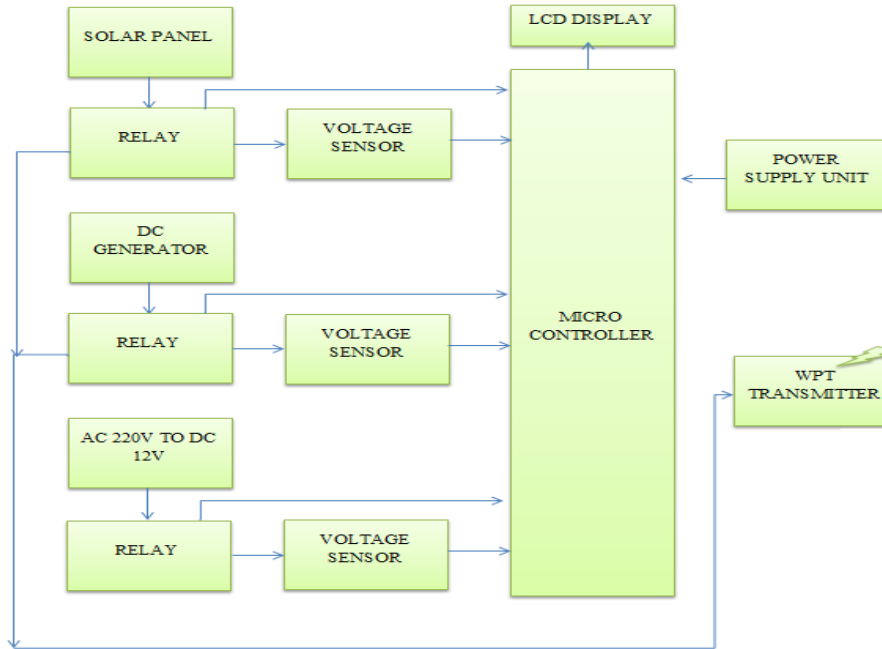 LCD DISPLAY
SOLAR PANEL
RELAY
VOLTAGE
SENSOR
POWER
SUPPLY UNIT
DC
GENERATOR
RELAY
VOLTAGE
SENSOR
MICRO
CONTROLLER
WPT
TRANSMITTER
AC 220V TO DC
12V
RELAY
VOLTAGE
SENSOR